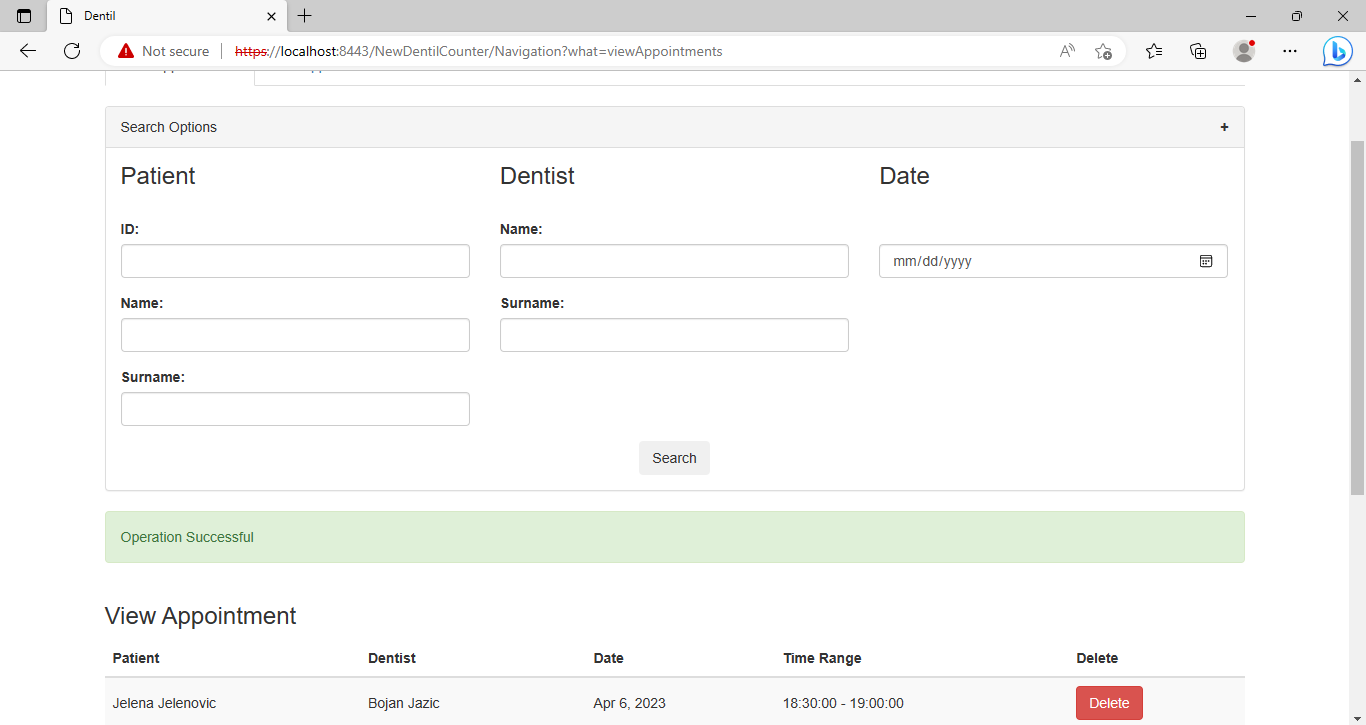 Dentil
Not secure https://localhost:8443/NewDentilCounter/Navigation?what=viewAppointments
Search Options +
Patient Dentist Date
ID: Name:
mm/dd/yyyy
Name: Surname:
Surname:
Search
Operation Successful
View Appointment
Patient Dentist Date Time Range Delete
Jelena Jelenovic Bojan Jazic Apr 6, 2023 18:30:00 - 19:00:00 Delete